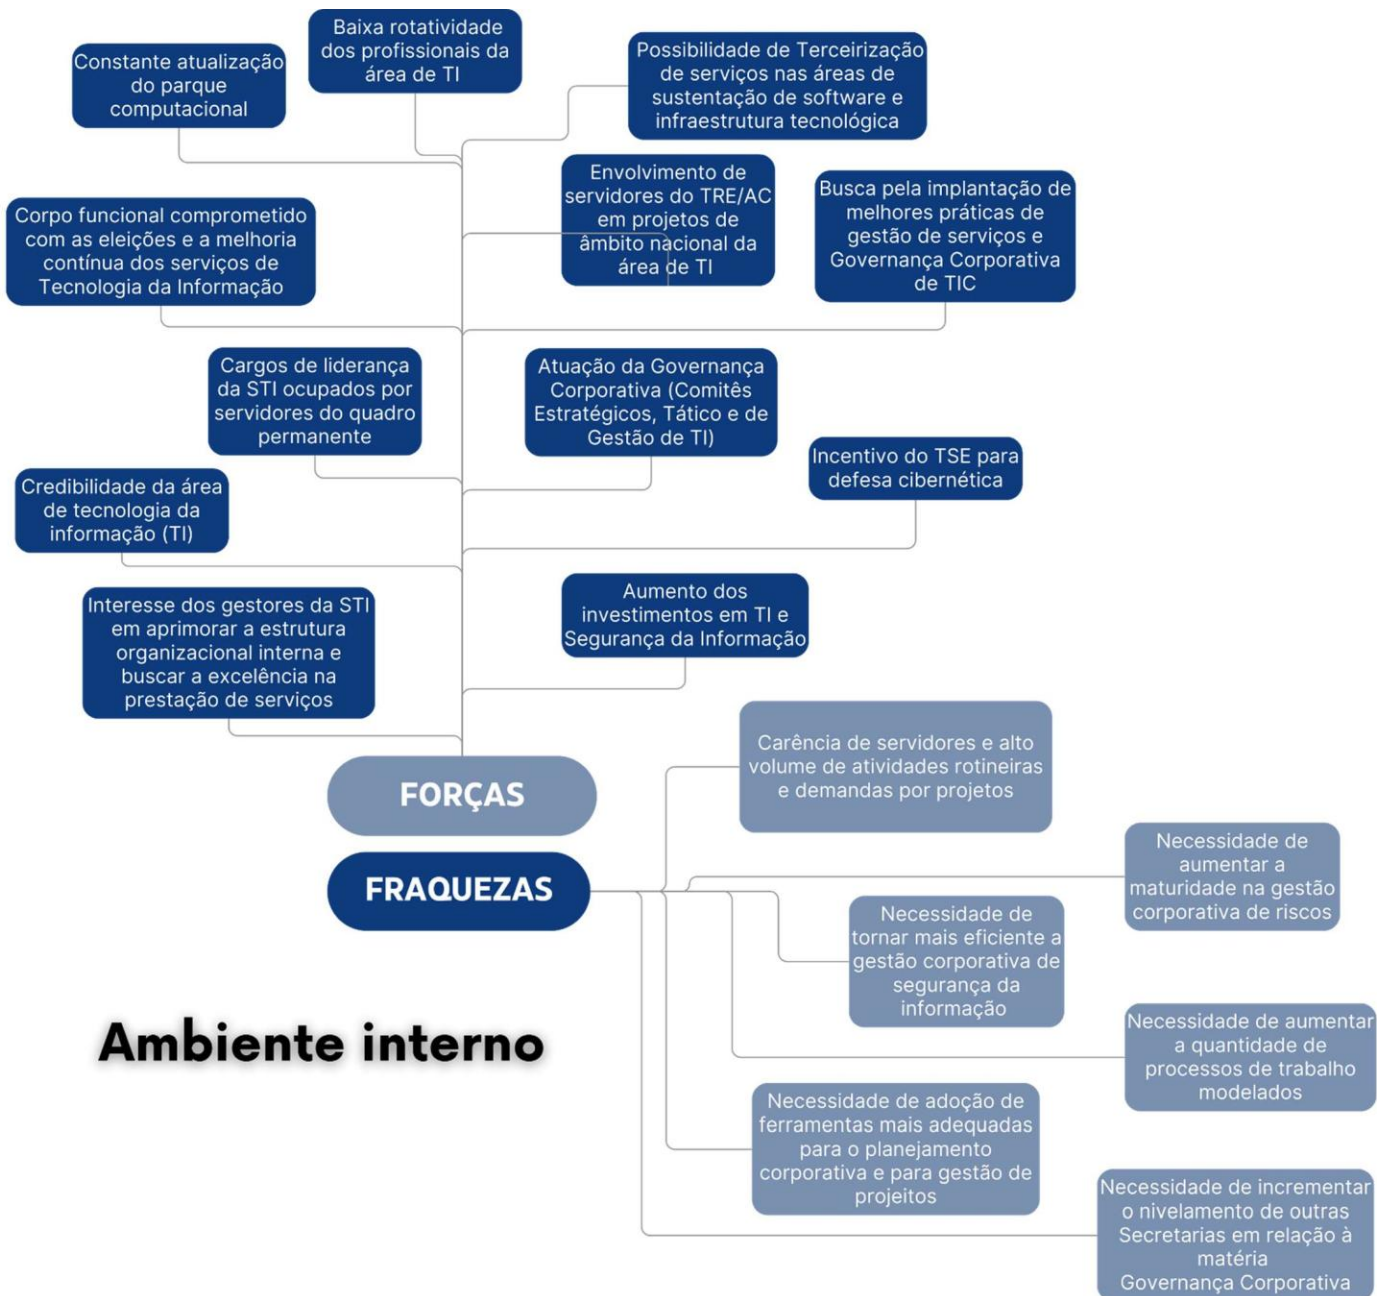 Baixa rotatividade
dos profissionais da
área de TI
Constante atualização
do parque
computacional
Possibilidade de Terceirização
de serviços nas áreas de
sustentação de software e
infraestrutura tecnológica
Envolvimento de
servidores do TRE/AC
em projetos de
âmbito nacional da
área de TI
Busca pela implantação de
melhores práticas de
gestão de serviços e
Governança Corporativa
de TIC
Corpo funcional comprometido
com as eleições e a melhoria
contínua dos serviços de
Tecnologia da Informação
Cargos de liderança
da STI ocupados por
servidores do quadro
permanente
Atuação da Governança
Corporativa (Comitês
Estratégicos, Tático e de
Gestão de TI)
Incentivo do TSE para
defesa cibernética
Credibilidade da área
de tecnologia da
informação (TI)
Interesse dos gestores da STI
em aprimorar a estrutura
organizacional interna e
buscar a excelência na
prestação de serviços
Aumento dos
investimentos em TI e
Segurança da Informação
FORÇAS
FRAQUEZAS
Carência de servidores e alto
volume de atividades rotineiras
e demandas por projetos
Necessidade de
aumentar a
maturidade na gestão
corporativa de riscos
Necessidade de
tornar mais eficiente a
gestão corporativa de
segurança da
informação
Necessidade de aumentar
a quantidade de
processos de trabalho
modelados
Necessidade de adoção de
ferramentas mais adequadas
para o planejamento
corporativa e para gestão de
projeitos
Necessidade de incrementar
o nivelamento de outras
Secretarias em relação à
matéria
Governança Corporativa
Ambiente interno